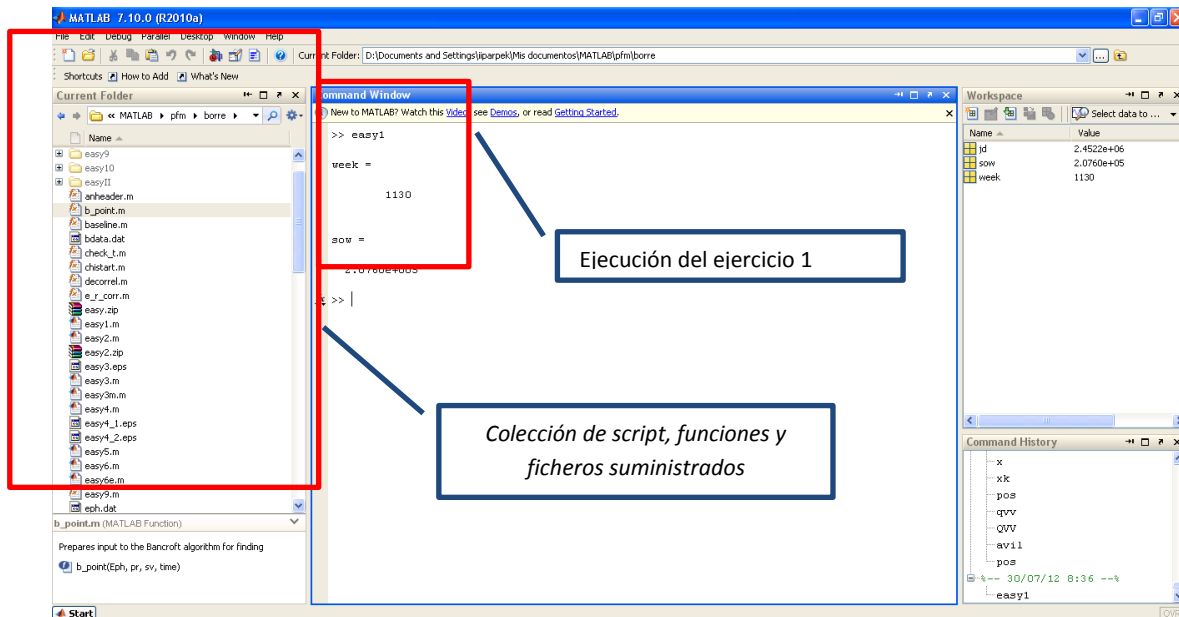 MATLAB 7.10.0 (R2010a)
File Edit Debug Parallel Desktop Window Help
Current Folder: D:\Documents and Settings\iiparpek\Mis documentos\MATLAB\pfm\borre
Shortcuts How to Add What's New
Current Folder
« MATLAB pfm borre
Name
easy9
easy10
easyII
anheader.m
b_point.m
baseline.m
bdata.dat
check_t.m
chistart.m
decorrel.m
e_r_corr.m
easy.zip
easy1.m
easy2.m
easy2.zip
easy3.eps
easy3.m
easy3m.m
easy4.m
easy4_1.eps
easy4_2.eps
easy5.m
easy6.m
easy6e.m
easy9.m
eph.dat
b_point.m (MATLAB Function)
Prepares input to the Bancroft algorithm for finding
b_point(Eph, pr, sv, time)
Start
Command Window
New to MATLAB? Watch this Video, see Demos, or read Getting Started.
>> easy1
week =
1130
sow =
2.0760e+005
fx >>
Ejecución del ejercicio 1
Colección de script, funciones y
ficheros suministrados
Workspace
Select data to ...
Name Value
jd 2.4522e+06
sow 2.0760e+05
week 1130
Command History
x
xk
pos
qvv
QVV
avil
pos
%-- 30/07/12 8:36 --%
easy1
OVR